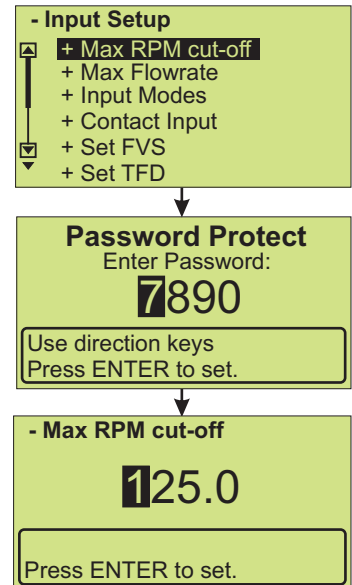 - Input Setup
+ Max RPM cut-off
+ Max Flowrate
+ Input Modes
+ Contact Input
+ Set FVS
+ Set TFD
Password Protect
Enter Password:
7890
Use direction keys
Press ENTER to set.
- Max RPM cut-off
125.0
Press ENTER to set.